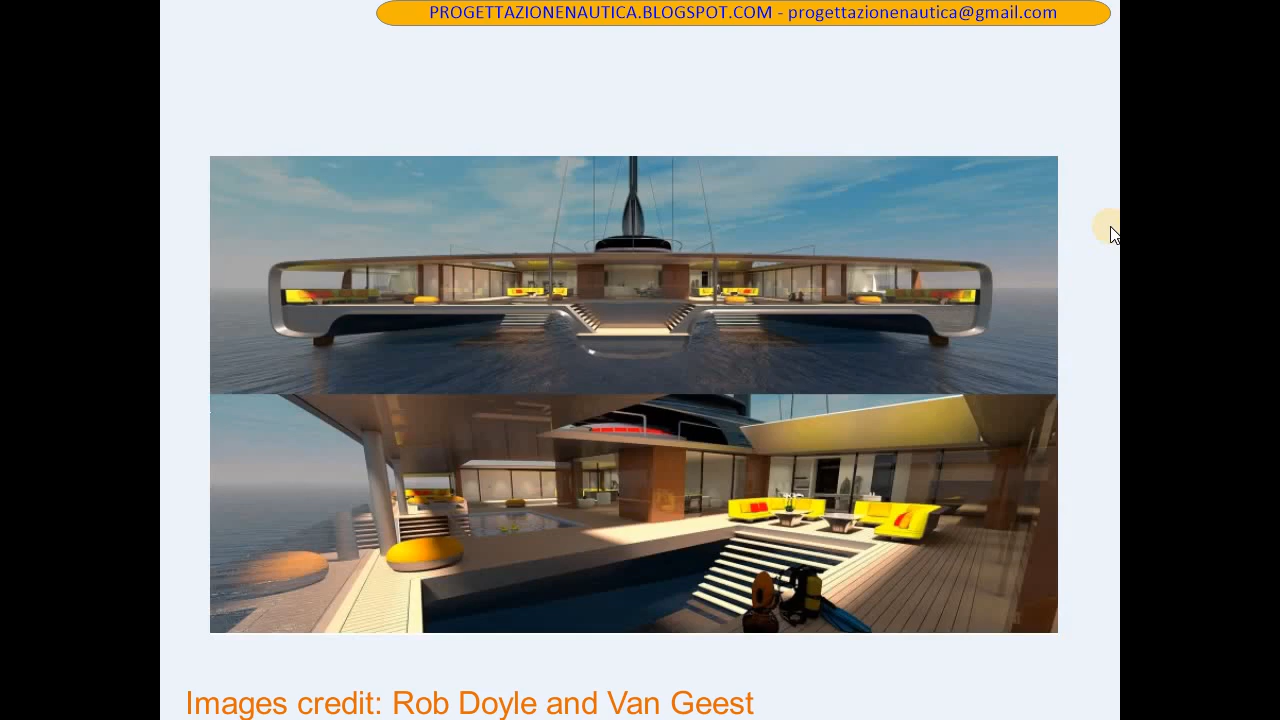 PROGETTAZIONENAUTICA.BLOGSPOT.COM - progettazionenautica@gmail.com
Images credit: Rob Doyle and Van Geest